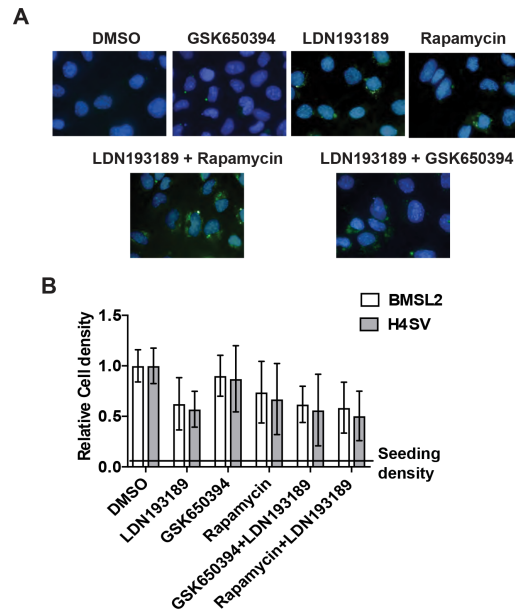 A
DMSO GSK650394 LDN193189 Rapamycin
LDN193189 + Rapamycin LDN193189 + GSK650394
B
BMSL2
H4SV
Relative Cell density
1.5
1.0
0.5
0.0
Seeding
density
DMSO
LDN193189
GSK650394
Rapamycin
GSK650394+LDN193189
Rapamycin+LDN193189